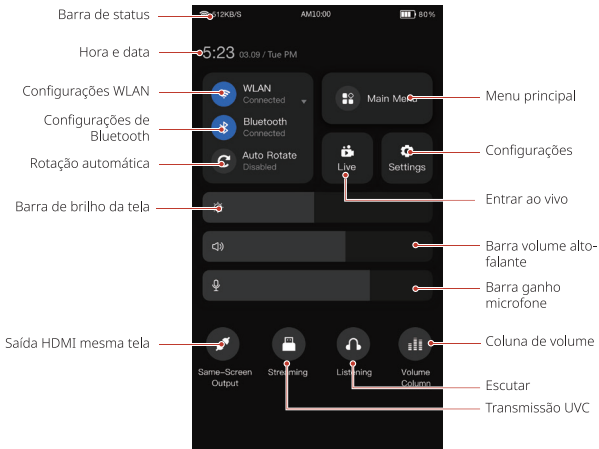 Barra de status
Hora e data
Configurações WLAN
Configurações de
Bluetooth
Rotação automática
Barra de brilho da tela
Saída HDMI mesma tela
512KB/S
AM10:00
80%
5:23 03.09 / Tue PM
WLAN
Connected
Bluetooth
Connected
Auto Rotate
Disabled
Main Menu
Live
Settings
Same-Screen
Output
Streaming
Listening
Volume
Column
Menu principal
Configurações
Entrar ao vivo
Barra volume alto-
falante
Barra ganho
microfone
Coluna de volume
Escutar
Transmissão UVC